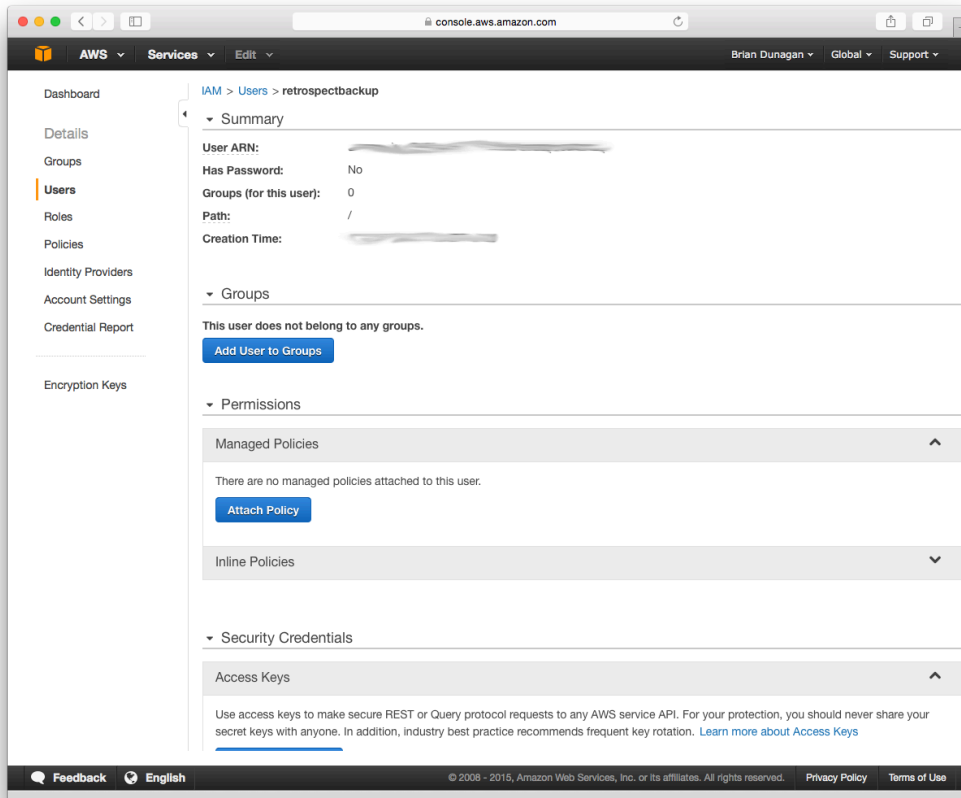 console.aws.amazon.com
AWS Services Edit Brian Dunagan Global Support
Dashboard
Details
Groups
Users
Roles
Policies
Identity Providers
Account Settings
Credential Report
Encryption Keys
IAM > Users > retrospectbackup
Summary
User ARN:
Has Password: No
Groups (for this user): 0
Path: /
Creation Time:
Groups
This user does not belong to any groups.
Add User to Groups
Permissions
Managed Policies
There are no managed policies attached to this user.
Attach Policy
Inline Policies
Security Credentials
Access Keys
Use access keys to make secure REST or Query protocol requests to any AWS service API. For your protection, you should never share your
secret keys with anyone. In addition, industry best practice recommends frequent key rotation. Learn more about Access Keys
Feedback English © 2008 - 2015, Amazon Web Services, Inc. or its affiliates. All rights reserved. Privacy Policy Terms of Use